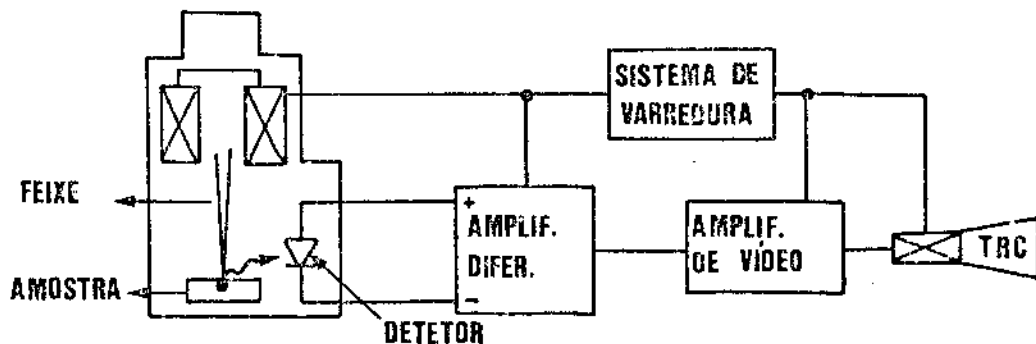 SISTEMA DE
VARREDURA
FEIXE
+
AMPLIF.
DIFER.
-
AMPLIF.
DE VÍDEO
TRC
AMOSTRA
DETETOR